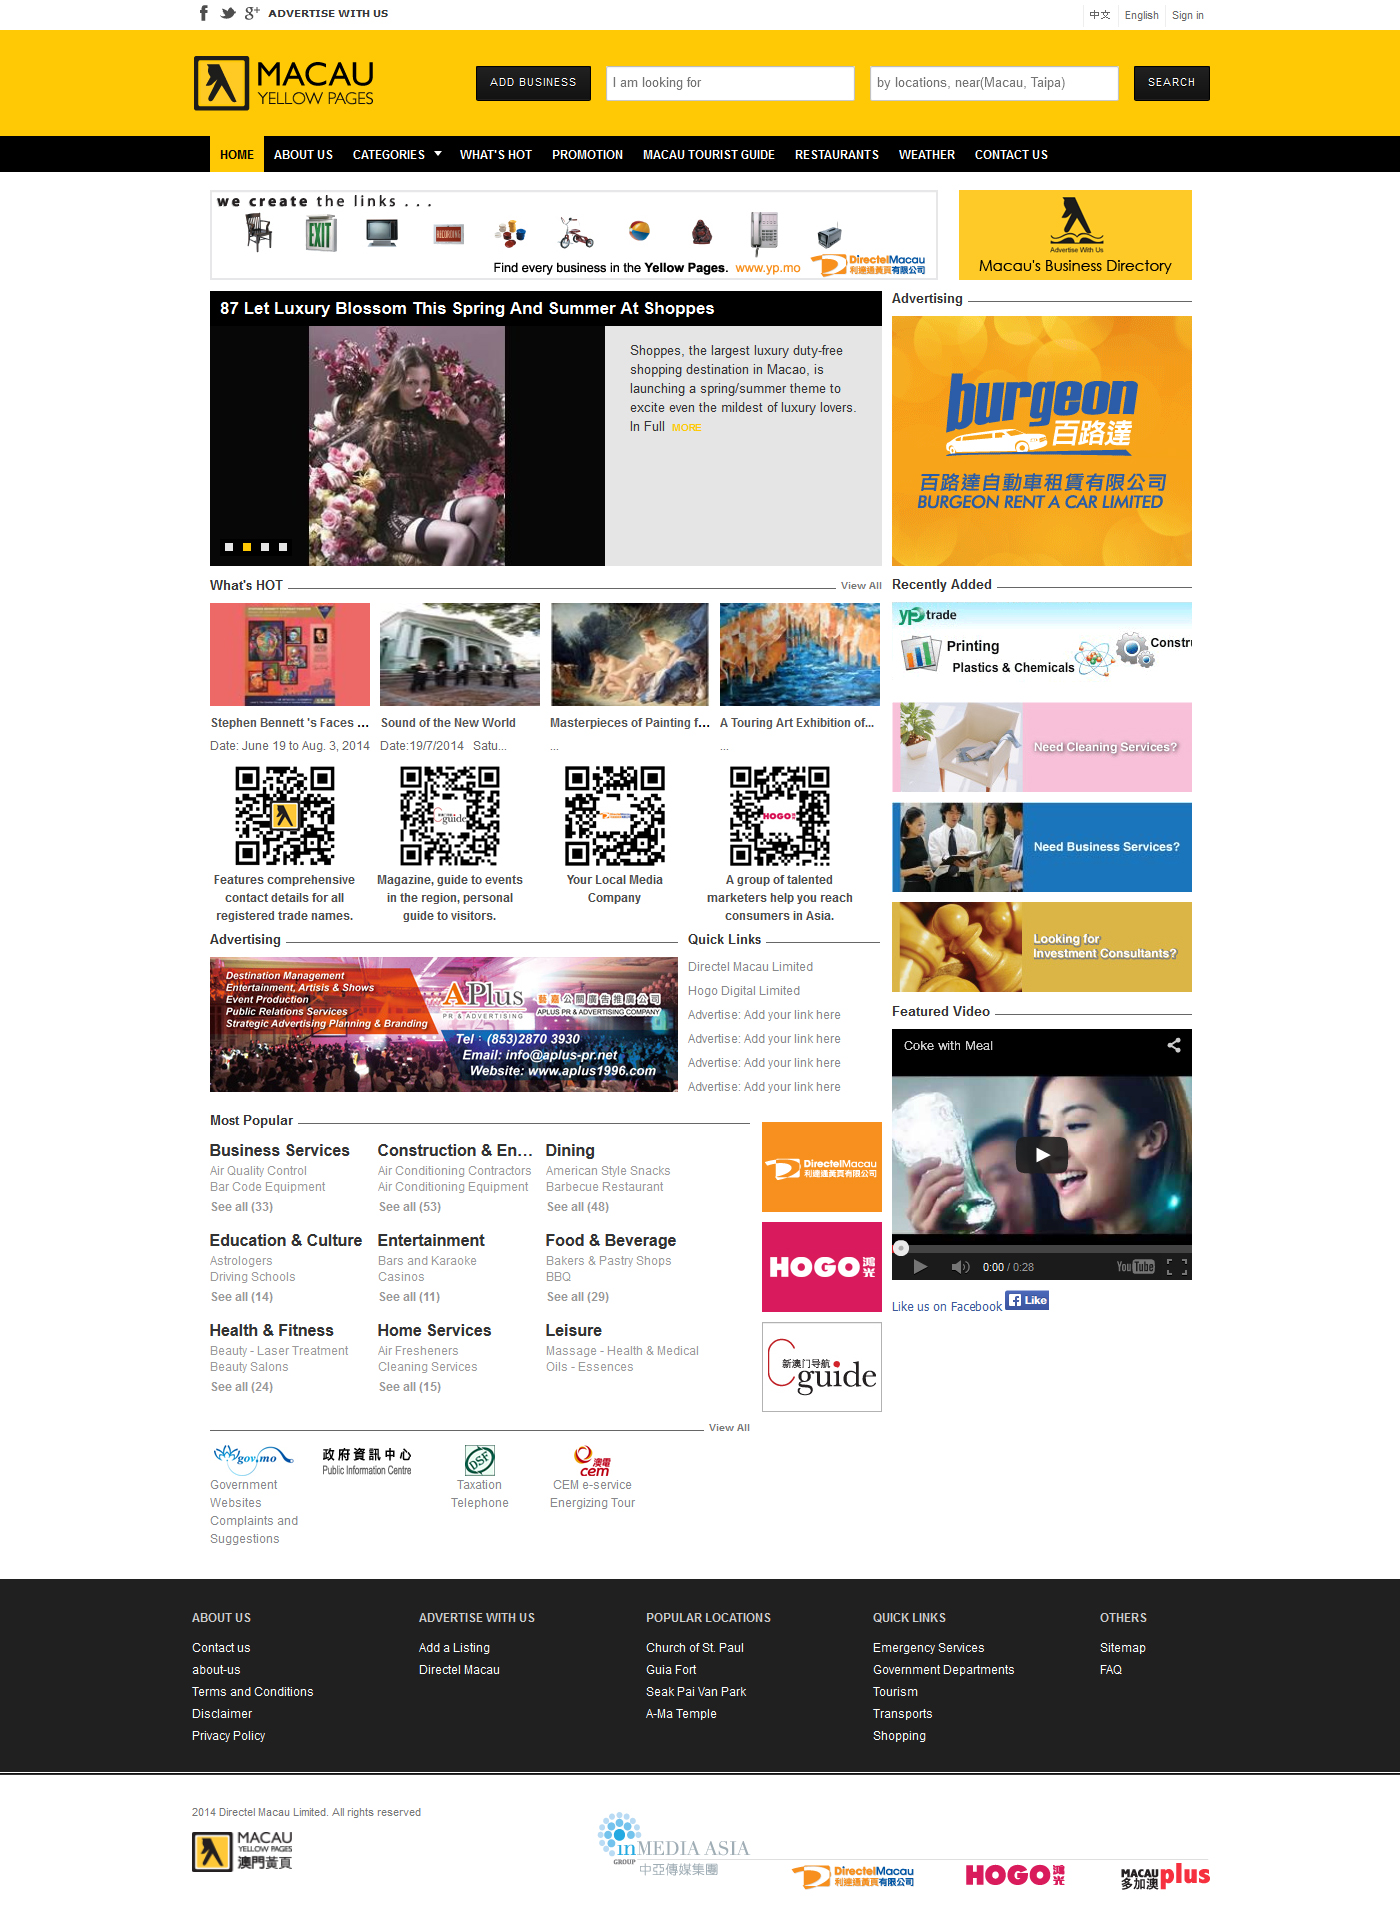 ADVERTISE WITH US
中文 English Sign in
MACAU
YELLOW PAGES
ADD BUSINESS
I am looking for
by locations, near(Macau, Taipa)
SEARCH
HOME ABOUT US CATEGORIES WHAT'S HOT PROMOTION MACAU TOURIST GUIDE RESTAURANTS WEATHER CONTACT US
we create the links . . .
EXIT
RECORDING
Find every business in the Yellow Pages. www.yp.mo
DirectelMacau
利達通黃頁有限公司
Advertise With Us
Macau's Business Directory
87 Let Luxury Blossom This Spring And Summer At Shoppes
Shoppes, the largest luxury duty-free
shopping destination in Macao, is
launching a spring/summer theme to
excite even the mildest of luxury lovers.
In Full MORE
Advertising
burgeon
百路達
百路達自動車租賃有限公司
BURGEON RENT A CAR LIMITED
What's HOT
View All
Stephen Bennett 's Faces ...
Date: June 19 to Aug. 3, 2014
Sound of the New World
Date:19/7/2014 Satu...
Masterpieces of Painting f...
...
A Touring Art Exhibition of...
...
Cguide
HOGO
Features comprehensive
contact details for all
registered trade names.
Magazine, guide to events
in the region, personal
guide to visitors.
Your Local Media
Company
A group of talented
marketers help you reach
consumers in Asia.
Recently Added
yp trade
Printing
Constru
Plastics & Chemicals
Need Cleaning Services?
Need Business Services?
Looking for
Investment Consultants?
Advertising
Destination Management
Entertainment, Artisis & Shows
Event Production
Public Relations Services
Strategic Advertising Planning & Branding
APlus
PR & ADVERTISING
藝嘉公關廣告推廣公司
APLUS PR & ADVERTISING COMPANY
Tel : (853)2870 3930
Email: info@aplus-pr.net
Website: www.aplus1996.com
Quick Links
Directel Macau Limited
Hogo Digital Limited
Advertise: Add your link here
Advertise: Add your link here
Advertise: Add your link here
Advertise: Add your link here
Featured Video
Coke with Meal
0:00 / 0:28
YouTube
Like us on Facebook
Like
Most Popular
Business Services
Air Quality Control
Bar Code Equipment
See all (33)
Construction & En...
Air Conditioning Contractors
Air Conditioning Equipment
See all (53)
Dining
American Style Snacks
Barbecue Restaurant
See all (48)
Education & Culture
Astrologers
Driving Schools
See all (14)
Entertainment
Bars and Karaoke
Casinos
See all (11)
Food & Beverage
Bakers & Pastry Shops
BBQ
See all (29)
Health & Fitness
Beauty - Laser Treatment
Beauty Salons
See all (24)
Home Services
Air Fresheners
Cleaning Services
See all (15)
Leisure
Massage - Health & Medical
Oils - Essences
DirectelMacau
利達通黃頁有限公司
HOGO 鴻光
新澳门导航
Cguide
View All
gov.mo
Government
Websites
Complaints and
Suggestions
政府資訊中心
Public Information Centre
DSF
Taxation
Telephone
澳電
cem
CEM e-service
Energizing Tour
ABOUT US
Contact us
about-us
Terms and Conditions
Disclaimer
Privacy Policy
ADVERTISE WITH US
Add a Listing
Directel Macau
POPULAR LOCATIONS
Church of St. Paul
Guia Fort
Seak Pai Van Park
A-Ma Temple
QUICK LINKS
Emergency Services
Government Departments
Tourism
Transports
Shopping
OTHERS
Sitemap
FAQ
2014 Directel Macau Limited. All rights reserved
MACAU
YELLOW PAGES
澳門黃頁
inMEDIA ASIA
GROUP
中亞傳媒集團
DirectelMacau
利達通黃頁有限公司
HOGO 鴻光
MACAU
多加澳 plus